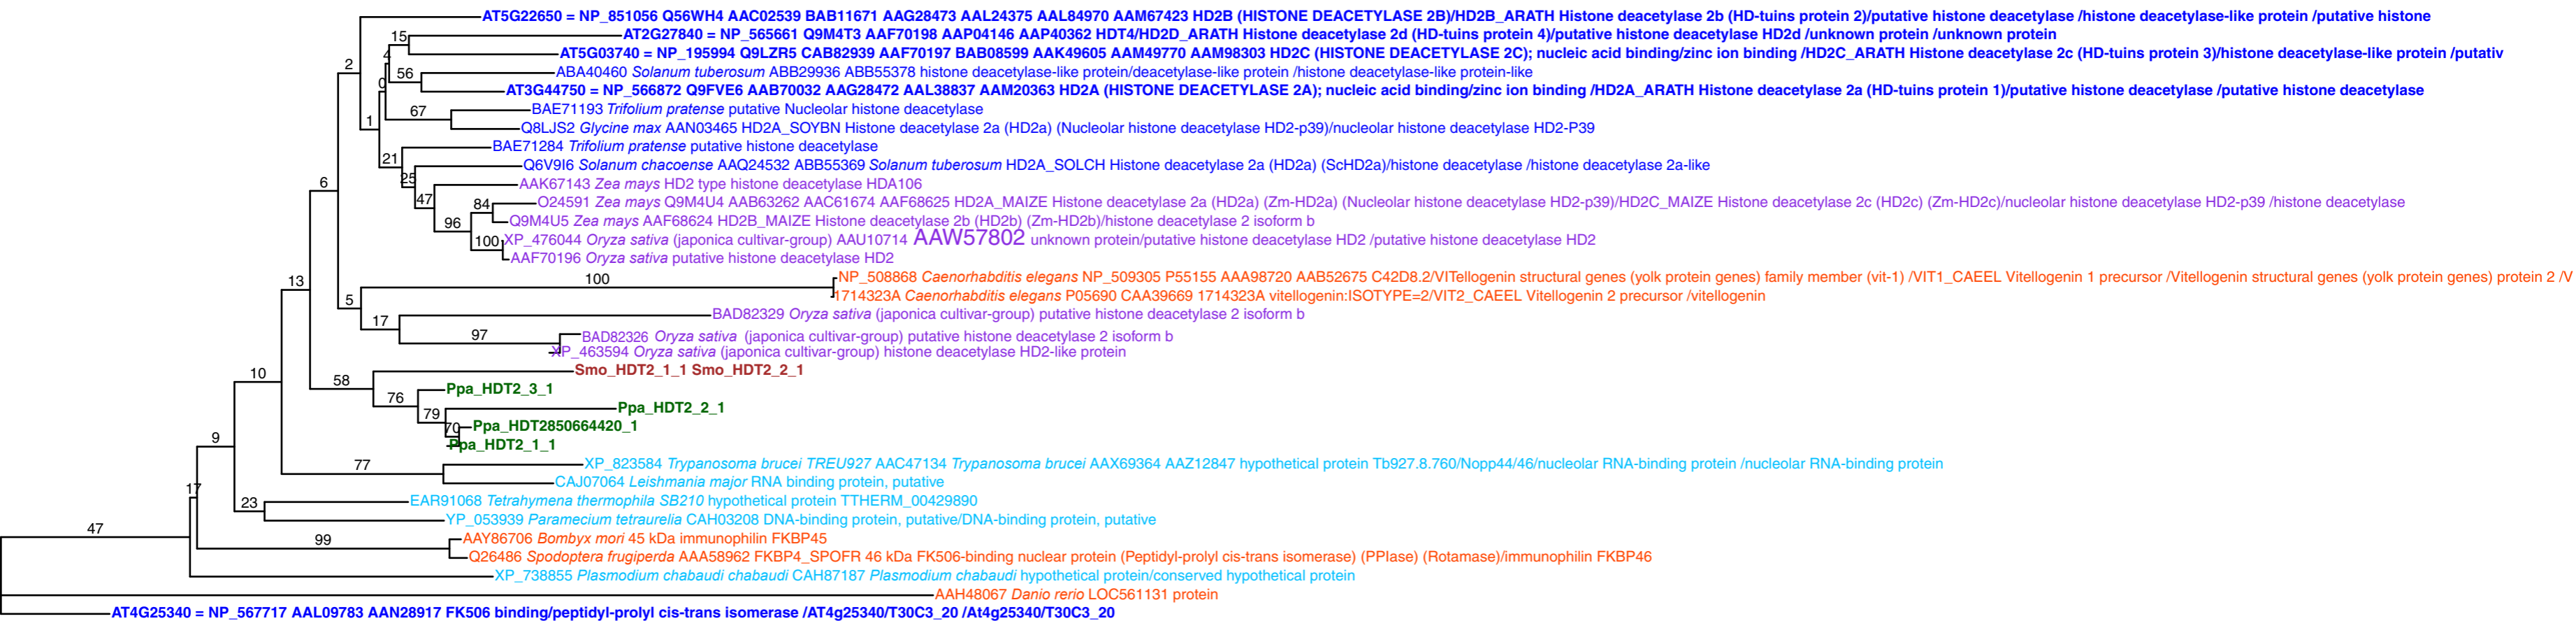 AT5G22650 = NP_851056 Q56WH4 AAC02539 BAB11671 AAG28473 AAL24375 AAL84970 AAM67423 HD2B (HISTONE DEACETYLASE 2B)/HD2B_ARATH Histone deacetylase 2b (HD-tuins protein 2)/putative histone deacetylase /histone deacetylase-like protein /putative histone
15 AT2G27840 = NP_565661 Q9M4T3 AAF70198 AAP04146 AAP40362 HDT4/HD2D_ARATH Histone deacetylase 2d (HD-tuins protein 4)/putative histone deacetylase HD2d /unknown protein /unknown protein
4 AT5G03740 = NP_195994 Q9LZR5 CAB82939 AAF70197 BAB08599 AAK49605 AAM49770 AAM98303 HD2C (HISTONE DEACETYLASE 2C); nucleic acid binding/zinc ion binding /HD2C_ARATH Histone deacetylase 2c (HD-tuins protein 3)/histone deacetylase-like protein /putativ
2 56 ABA40460 Solanum tuberosum ABB29936 ABB55378 histone deacetylase-like protein/deacetylase-like protein /histone deacetylase-like protein-like
0 AT3G44750 = NP_566872 Q9FVE6 AAB70032 AAG28472 AAL38837 AAM20363 HD2A (HISTONE DEACETYLASE 2A); nucleic acid binding/zinc ion binding /HD2A_ARATH Histone deacetylase 2a (HD-tuins protein 1)/putative histone deacetylase /putative histone deacetylase
67 BAE71193 Trifolium pratense putative Nucleolar histone deacetylase
1 Q8LJS2 Glycine max AAN03465 HD2A_SOYBN Histone deacetylase 2a (HD2a) (Nucleolar histone deacetylase HD2-p39)/nucleolar histone deacetylase HD2-P39
BAE71284 Trifolium pratense putative histone deacetylase
21 Q6V9I6 Solanum chacoense AAQ24532 ABB55369 Solanum tuberosum HD2A_SOLCH Histone deacetylase 2a (HD2a) (ScHD2a)/histone deacetylase /histone deacetylase 2a-like
6 25 AAK67143 Zea mays HD2 type histone deacetylase HDA106
47 84 O24591 Zea mays Q9M4U4 AAB63262 AAC61674 AAF68625 HD2A_MAIZE Histone deacetylase 2a (HD2a) (Zm-HD2a) (Nucleolar histone deacetylase HD2-p39)/HD2C_MAIZE Histone deacetylase 2c (HD2c) (Zm-HD2c)/nucleolar histone deacetylase HD2-p39 /histone deacetylase
96 Q9M4U5 Zea mays AAF68624 HD2B_MAIZE Histone deacetylase 2b (HD2b) (Zm-HD2b)/histone deacetylase 2 isoform b
100 XP_476044 Oryza sativa (japonica cultivar-group) AAU10714 AAW57802 unknown protein/putative histone deacetylase HD2 /putative histone deacetylase HD2
AAF70196 Oryza sativa putative histone deacetylase HD2
13 100 NP_508868 Caenorhabditis elegans NP_509305 P55155 AAA98720 AAB52675 C42D8.2/VITellogenin structural genes (yolk protein genes) family member (vit-1) /VIT1_CAEEL Vitellogenin 1 precursor /Vitellogenin structural genes (yolk protein genes) protein 2 /V
5 1714323A Caenorhabditis elegans P05690 CAA39669 1714323A vitellogenin:ISOTYPE=2/VIT2_CAEEL Vitellogenin 2 precursor /vitellogenin
17 BAD82329 Oryza sativa (japonica cultivar-group) putative histone deacetylase 2 isoform b
97 BAD82326 Oryza sativa (japonica cultivar-group) putative histone deacetylase 2 isoform b
XP_463594 Oryza sativa (japonica cultivar-group) histone deacetylase HD2-like protein
10 58 Smo_HDT2_1_1 Smo_HDT2_2_1
76 Ppa_HDT2_3_1
79 Ppa_HDT2_2_1
70 Ppa_HDT2850664420_1
9 Ppa_HDT2_1_1
77 XP_823584 Trypanosoma brucei TREU927 AAC47134 Trypanosoma brucei AAX69364 AAZ12847 hypothetical protein Tb927.8.760/Nopp44/46/nucleolar RNA-binding protein /nucleolar RNA-binding protein
CAJ07064 Leishmania major RNA binding protein, putative
17 23 EAR91068 Tetrahymena thermophila SB210 hypothetical protein TTHERM_00429890
YP_053939 Paramecium tetraurelia CAH03208 DNA-binding protein, putative/DNA-binding protein, putative
47 99 AAY86706 Bombyx mori 45 kDa immunophilin FKBP45
Q26486 Spodoptera frugiperda AAA58962 FKBP4_SPOFR 46 kDa FK506-binding nuclear protein (Peptidyl-prolyl cis-trans isomerase) (PPIase) (Rotamase)/immunophilin FKBP46
XP_738855 Plasmodium chabaudi chabaudi CAH87187 Plasmodium chabaudi hypothetical protein/conserved hypothetical protein
AAH48067 Danio rerio LOC561131 protein
AT4G25340 = NP_567717 AAL09783 AAN28917 FK506 binding/peptidyl-prolyl cis-trans isomerase /AT4g25340/T30C3_20 /At4g25340/T30C3_20